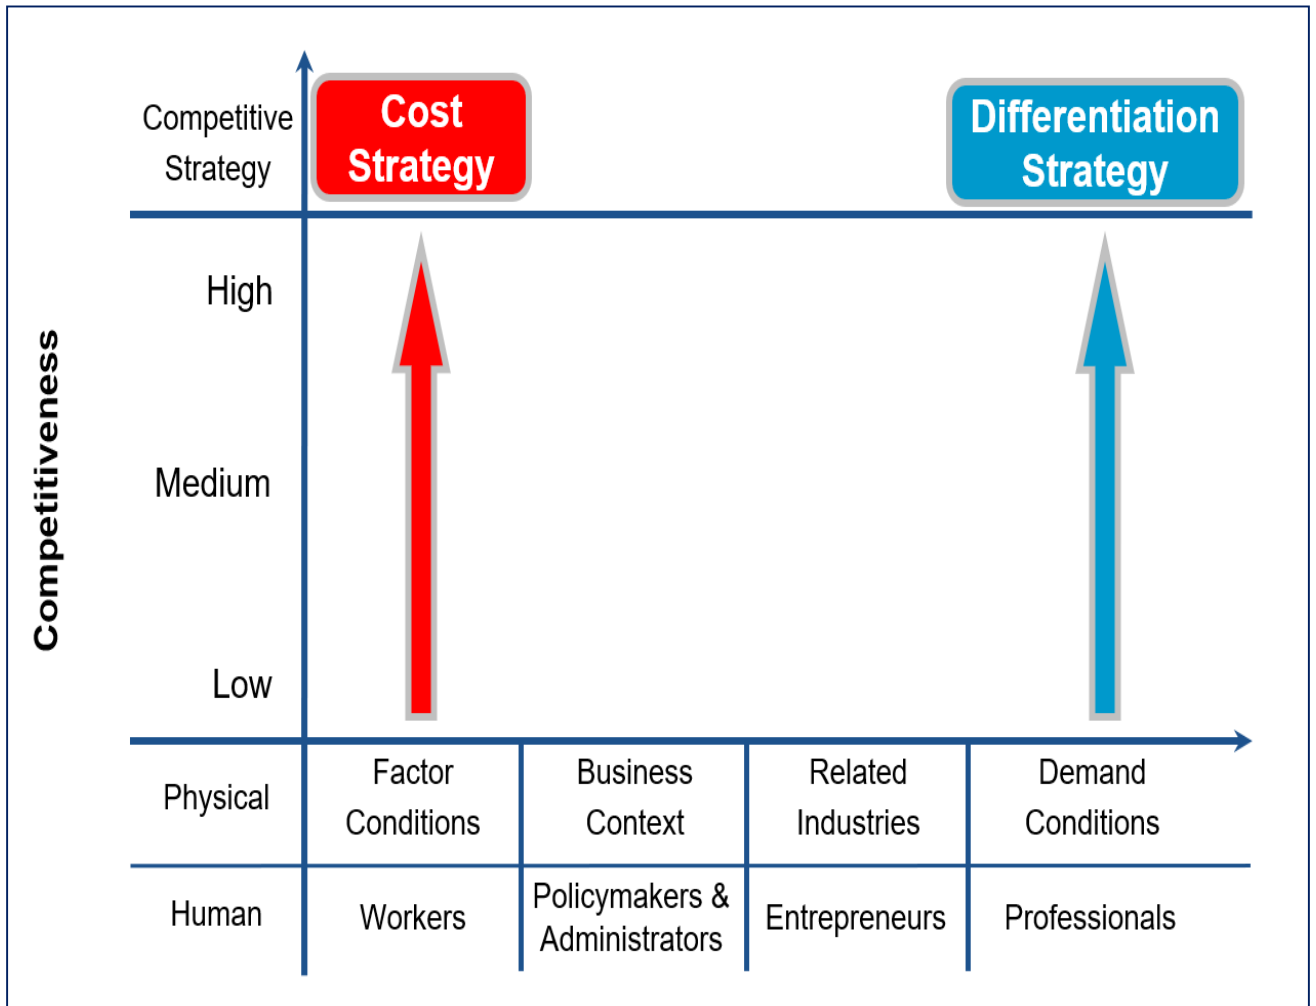 Competitive
Strategy
Cost
Strategy
Differentiation
Strategy
Competitiveness
High
Medium
Low
Physical
Factor
Conditions
Business
Context
Related
Industries
Demand
Conditions
Human
Workers
Policymakers &
Administrators
Entrepreneurs
Professionals